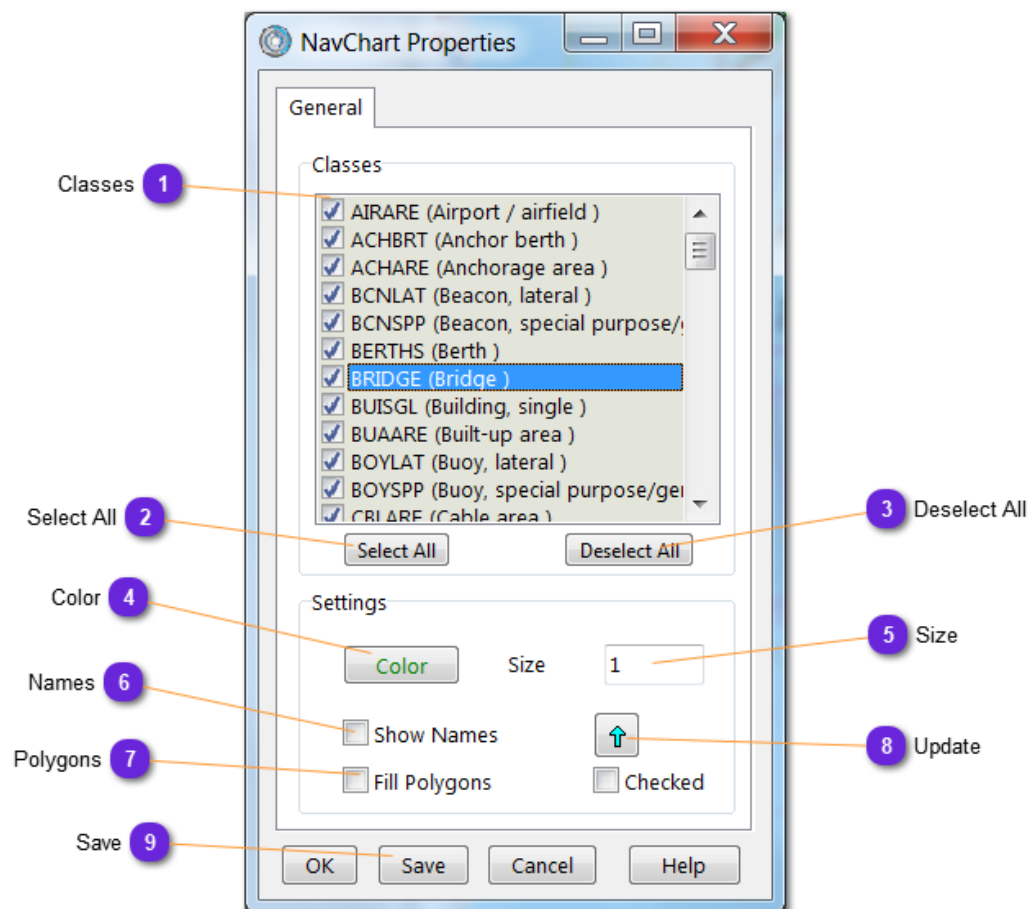 NavChart Properties
General
Classes
Classes 1
AIRARE (Airport / airfield )
ACHBRT (Anchor berth )
ACHARE (Anchorage area )
BCNLAT (Beacon, lateral )
BCNSPP (Beacon, special purpose/g
BERTHS (Berth )
BRIDGE (Bridge )
BUISGL (Building, single )
BUAARE (Built-up area )
BOYLAT (Buoy, lateral )
BOYSPP (Buoy, special purpose/ge
CBLARE (Cable area )
Select All 2
Select All
Deselect All
3 Deselect All
Settings
Color 4
Color
Size
1
5 Size
Names 6
Show Names
8 Update
Polygons 7
Fill Polygons
Checked
Save 9
OK
Save
Cancel
Help